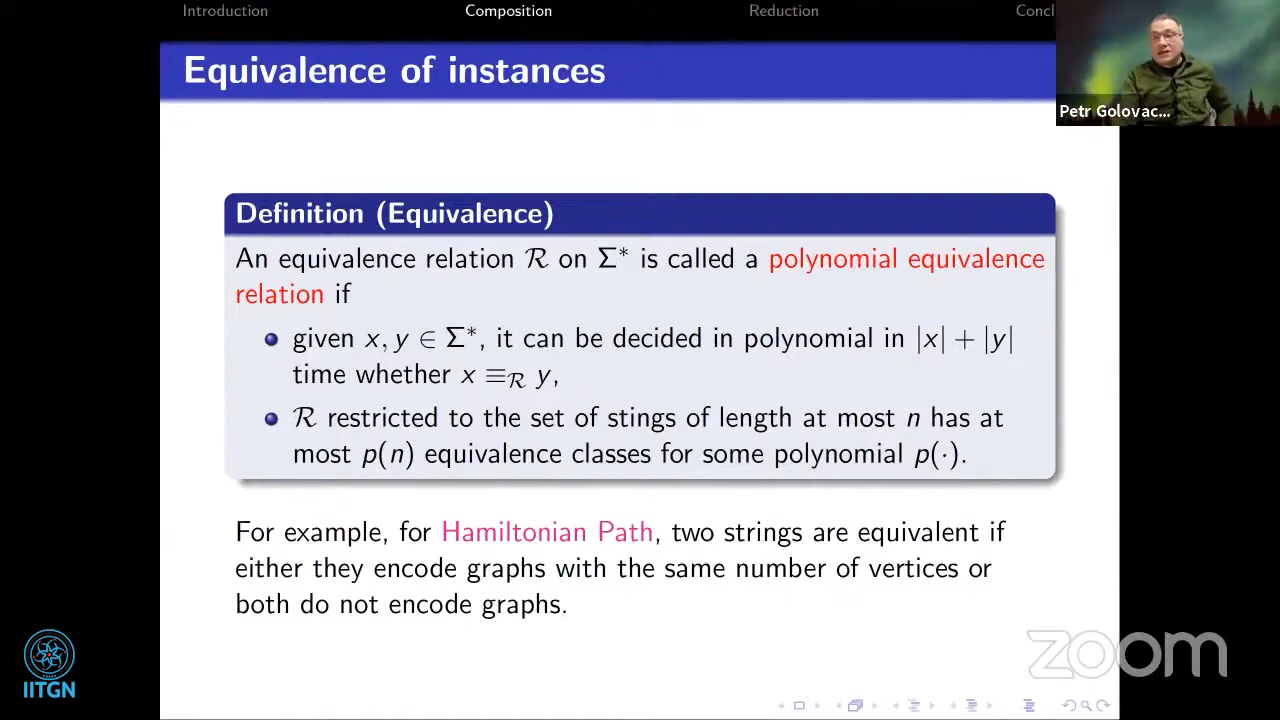 Introduction Composition Reduction Concl
Equivalence of instances
Petr Golovac...
Definition (Equivalence)
An equivalence relation ℛ on Σ* is called a polynomial equivalence
relation if
given x, y ∈ Σ*, it can be decided in polynomial in |x| + |y|
time whether x ≡ℛ y,
ℛ restricted to the set of stings of length at most n has at
most p(n) equivalence classes for some polynomial p(·).
For example, for Hamiltonian Path, two strings are equivalent if
either they encode graphs with the same number of vertices or
both do not encode graphs.
zoom
IITGN